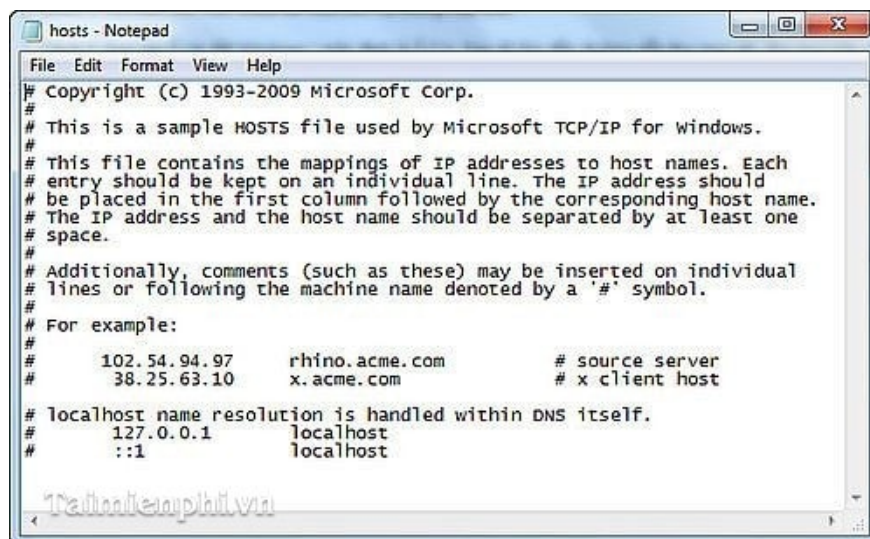 hosts - Notepad
File Edit Format View Help
# Copyright (c) 1993-2009 Microsoft Corp.
#
# This is a sample HOSTS file used by Microsoft TCP/IP for Windows.
#
# This file contains the mappings of IP addresses to host names. Each
# entry should be kept on an individual line. The IP address should
# be placed in the first column followed by the corresponding host name.
# The IP address and the host name should be separated by at least one
# space.
#
# Additionally, comments (such as these) may be inserted on individual
# lines or following the machine name denoted by a '#' symbol.
#
# For example:
#
# 102.54.94.97 rhino.acme.com # source server
# 38.25.63.10 x.acme.com # x client host

# localhost name resolution is handled within DNS itself.
# 127.0.0.1 localhost
# ::1 localhost
Taimienphi.vn